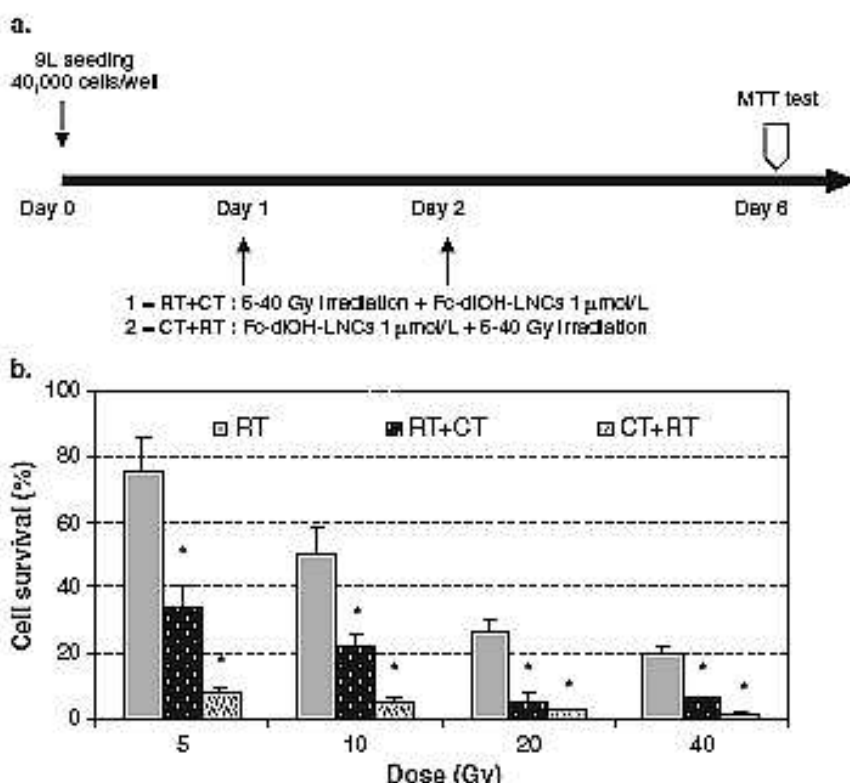 a.
9L seeding
40,000 cells/well
MTT test
Day 0 Day 1 Day 2 Day 6
1 – RT+CT : 5-40 Gy irradiation + Fc-diOH-LNCs 1 μmol/L
2 – CT+RT : Fc-diOH-LNCs 1 μmol/L + 5-40 Gy irradiation
b.
RT RT+CT CT+RT
100
80
60
40
20
0
Cell survival (%)
* *
* *
* *
* *
5 10 20 40
Dose (Gy)